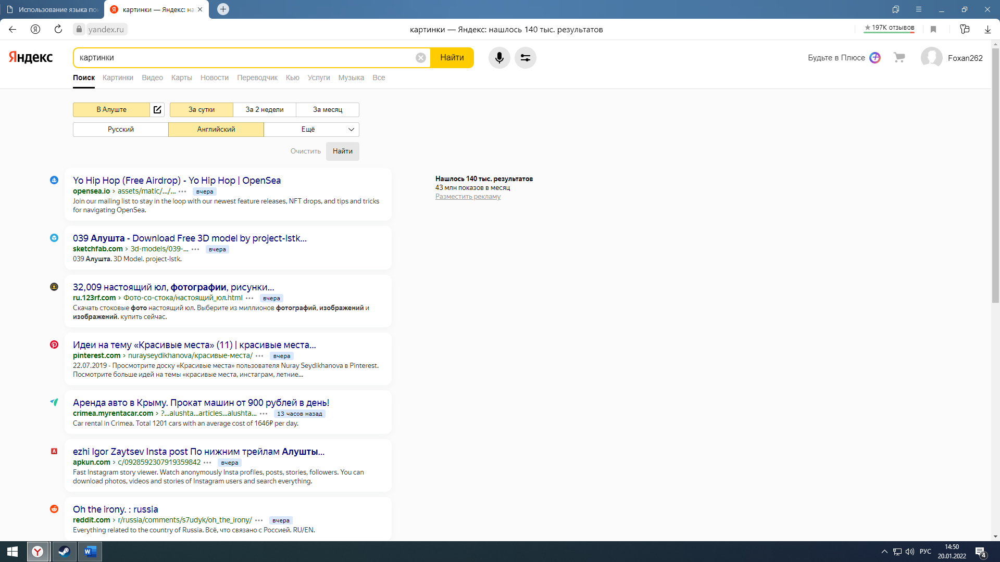 Использование языка по
картинки — Яндекс: на
yandex.ru
картинки — Яндекс: нашлось 140 тыс. результатов
197K отзывов
Яндекс
картинки
Найти
Будьте в Плюсе
Foxan262
Поиск Картинки Видео Карты Новости Переводчик Кью Услуги Музыка Все
В Алуште
За сутки
За 2 недели
За месяц
Русский
Английский
Ещё
Очистить
Найти
Yo Hip Hop (Free Airdrop) - Yo Hip Hop | OpenSea
opensea.io › assets/matic/.../... ••• вчера
Join our mailing list to stay in the loop with our newest feature releases, NFT drops, and tips and tricks
for navigating OpenSea.
Нашлось 140 тыс. результатов
43 млн показов в месяц
Разместить рекламу
039 Алушта - Download Free 3D model by project-lstk...
sketchfab.com › 3d-models/039-... ••• вчера
039 Алушта. 3D Model. project-lstk.
32,009 настоящий юл, фотографии, рисунки...
ru.123rf.com › Фото-со-стока/настоящий_юл.html ••• вчера
Скачать стоковые фото настоящий юл. Выберите из миллионов фотографий, изображений и
изображений. купить сейчас.
Идеи на тему «Красивые места» (11) | красивые места...
pinterest.com › nurayseydikhanova/красивые-места/ ••• вчера
22.07.2019 - Просмотрите доску «Красивые места» пользователя Nuray Seydikhanova в Pinterest.
Посмотрите больше идей на темы «красивые места, инстаграм, летние...
Аренда авто в Крыму. Прокат машин от 900 рублей в день!
crimea.myrentacar.com › ?...alushta...articles...alushta... ••• 13 часов назад
Car rental in Crimea. Total 1201 cars with an average cost of 1646₽ per day.
ezhi Igor Zaytsev Insta post По нижним трейлам Алушты...
apkun.com › c/0928592307919359842 ••• вчера
Fast Instagram story viewer. Watch anonymously Insta profiles, posts, stories, followers. You can
download photos, videos and stories of Instagram users and search everything.
Oh the irony. : russia
reddit.com › r/russia/comments/s7udyk/oh_the_irony/ ••• вчера
Everything related to the country of Russia. Всё, что связано с Россией. RU/EN.
РУС
14:50
20.01.2022
4